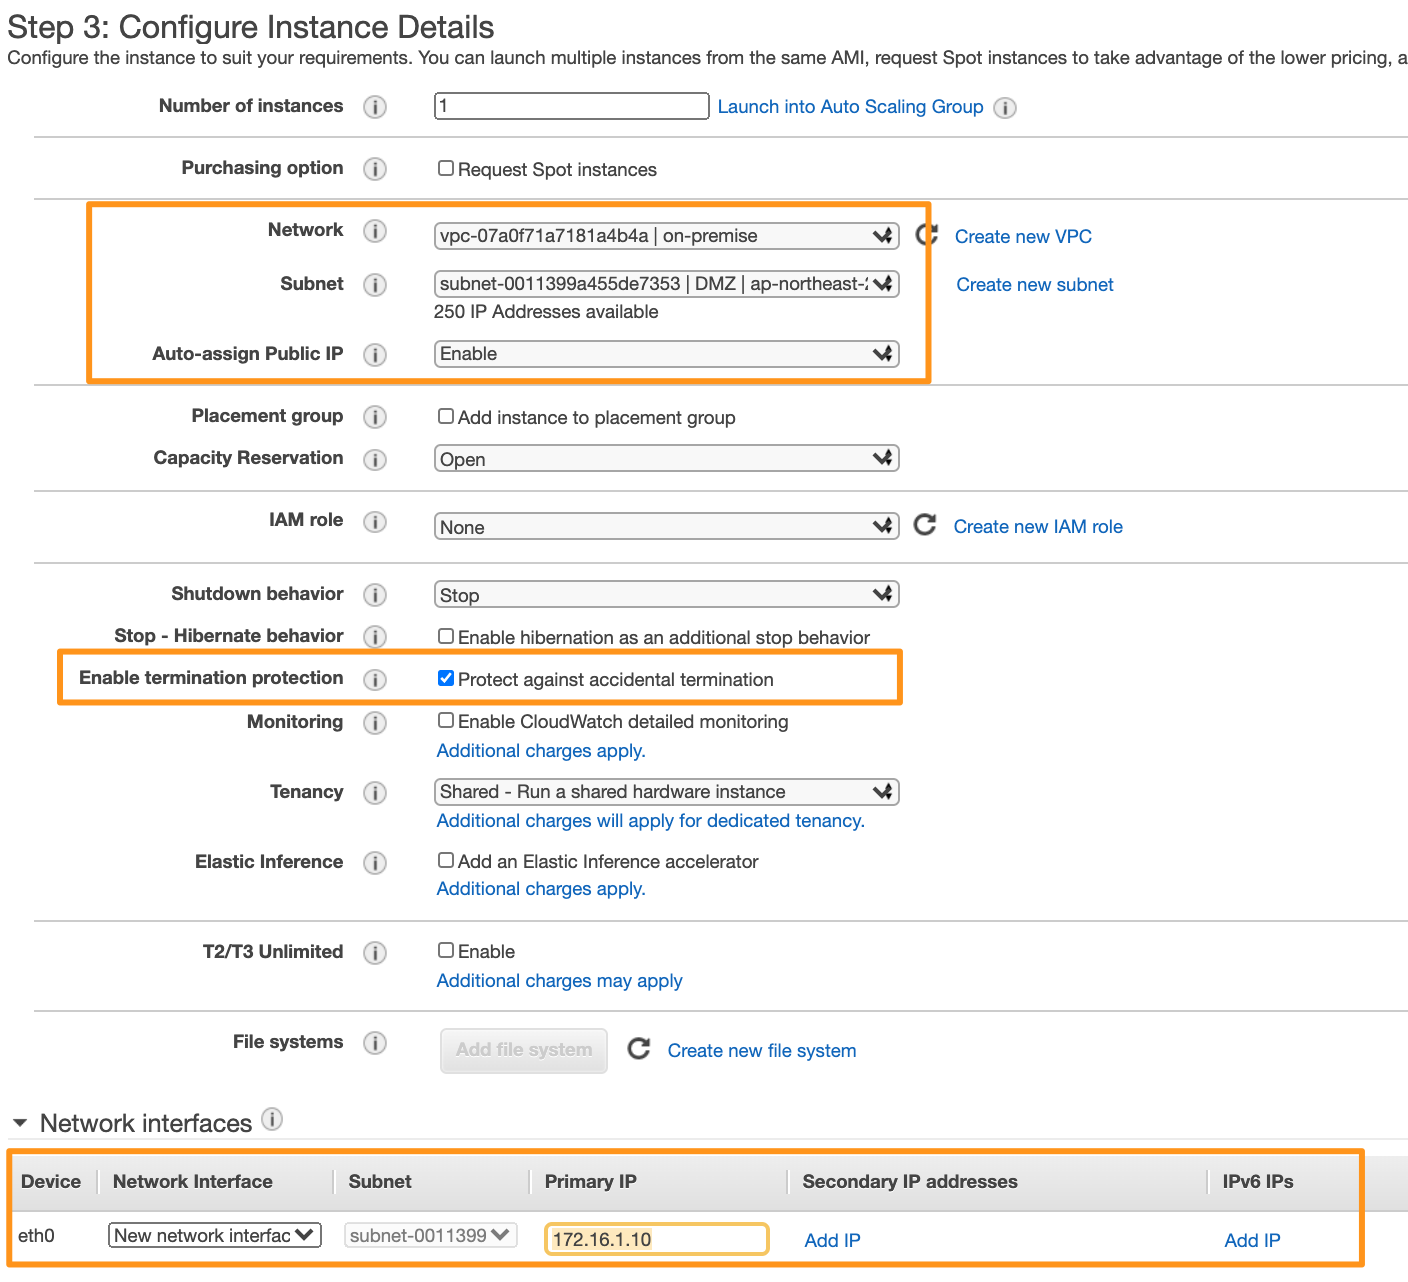 Step 3: Configure Instance Details
Configure the instance to suit your requirements. You can launch multiple instances from the same AMI, request Spot instances to take advantage of the lower pricing, a
Number of instances i 1 Launch into Auto Scaling Group i
Purchasing option i Request Spot instances
Network i vpc-07a0f71a7181a4b4a | on-premise Create new VPC
Subnet i subnet-0011399a455de7353 | DMZ | ap-northeast-2 Create new subnet
250 IP Addresses available
Auto-assign Public IP i Enable
Placement group i Add instance to placement group
Capacity Reservation i Open
IAM role i None Create new IAM role
Shutdown behavior i Stop
Stop - Hibernate behavior i Enable hibernation as an additional stop behavior
Enable termination protection i Protect against accidental termination
Monitoring i Enable CloudWatch detailed monitoring
Additional charges apply.
Tenancy i Shared - Run a shared hardware instance
Additional charges will apply for dedicated tenancy.
Elastic Inference i Add an Elastic Inference accelerator
Additional charges apply.
T2/T3 Unlimited i Enable
Additional charges may apply
File systems i Add file system Create new file system
Network interfaces i
Device Network Interface Subnet Primary IP Secondary IP addresses IPv6 IPs
eth0 New network interfac subnet-0011399 172.16.1.10 Add IP Add IP